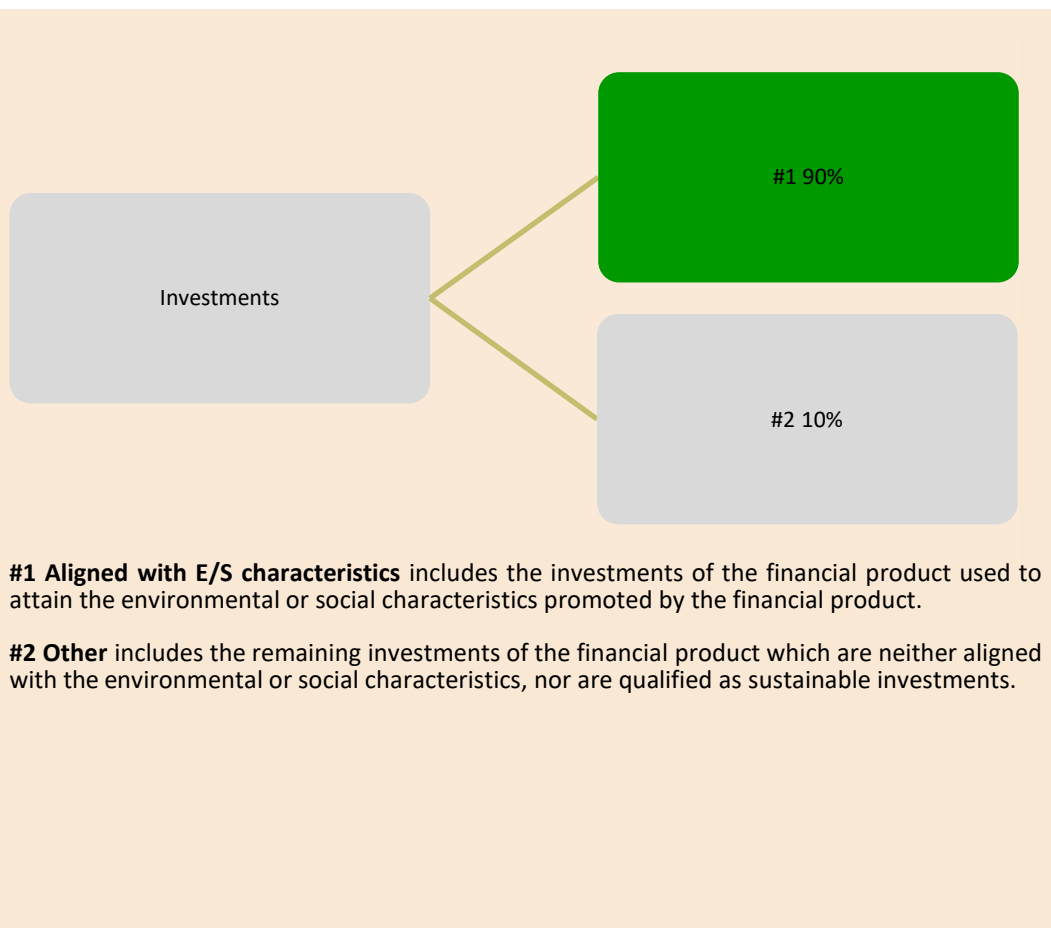 #1 90%
Investments
#2 10%
#1 Aligned with E/S characteristics includes the investments of the financial product used to
attain the environmental or social characteristics promoted by the financial product.
#2 Other includes the remaining investments of the financial product which are neither aligned
with the environmental or social characteristics, nor are qualified as sustainable investments.